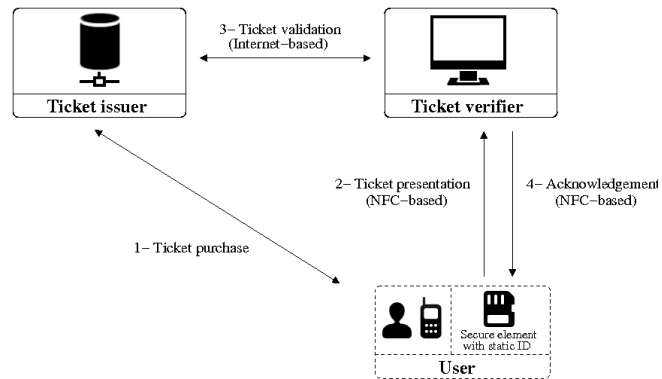 3− Ticket validation
(Internet−based)
Ticket issuer
Ticket verifier
2− Ticket presentation
(NFC−based)
4− Acknowledgement
(NFC−based)
1− Ticket purchase
Secure element
with static ID
User